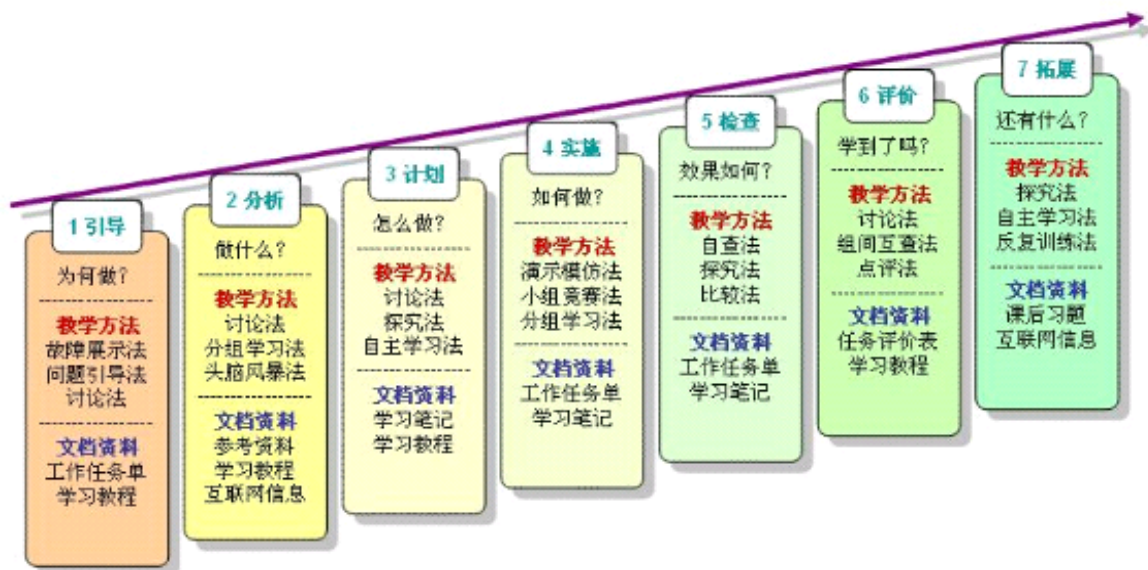 1 引导
为何做？
教学方法
故障展示法
问题引导法
讨论法
文档资料
工作任务单
学习教程
2 分析
做什么？
教学方法
讨论法
分组学习法
头脑风暴法
文档资料
参考资料
学习教程
互联网信息
3 计划
怎么做？
教学方法
讨论法
探究法
自主学习法
文档资料
学习笔记
学习教程
4 实施
如何做？
教学方法
演示模仿法
小组竞赛法
分组学习法
文档资料
工作任务单
学习笔记
5 检查
效果如何？
教学方法
自查法
探究法
比较法
文档资料
工作任务单
学习笔记
6 评价
学到了吗？
教学方法
讨论法
组间互查法
点评法
文档资料
任务评价表
学习教程
7 拓展
还有什么？
教学方法
探究法
自主学习法
反复训练法
文档资料
课后习题
互联网信息